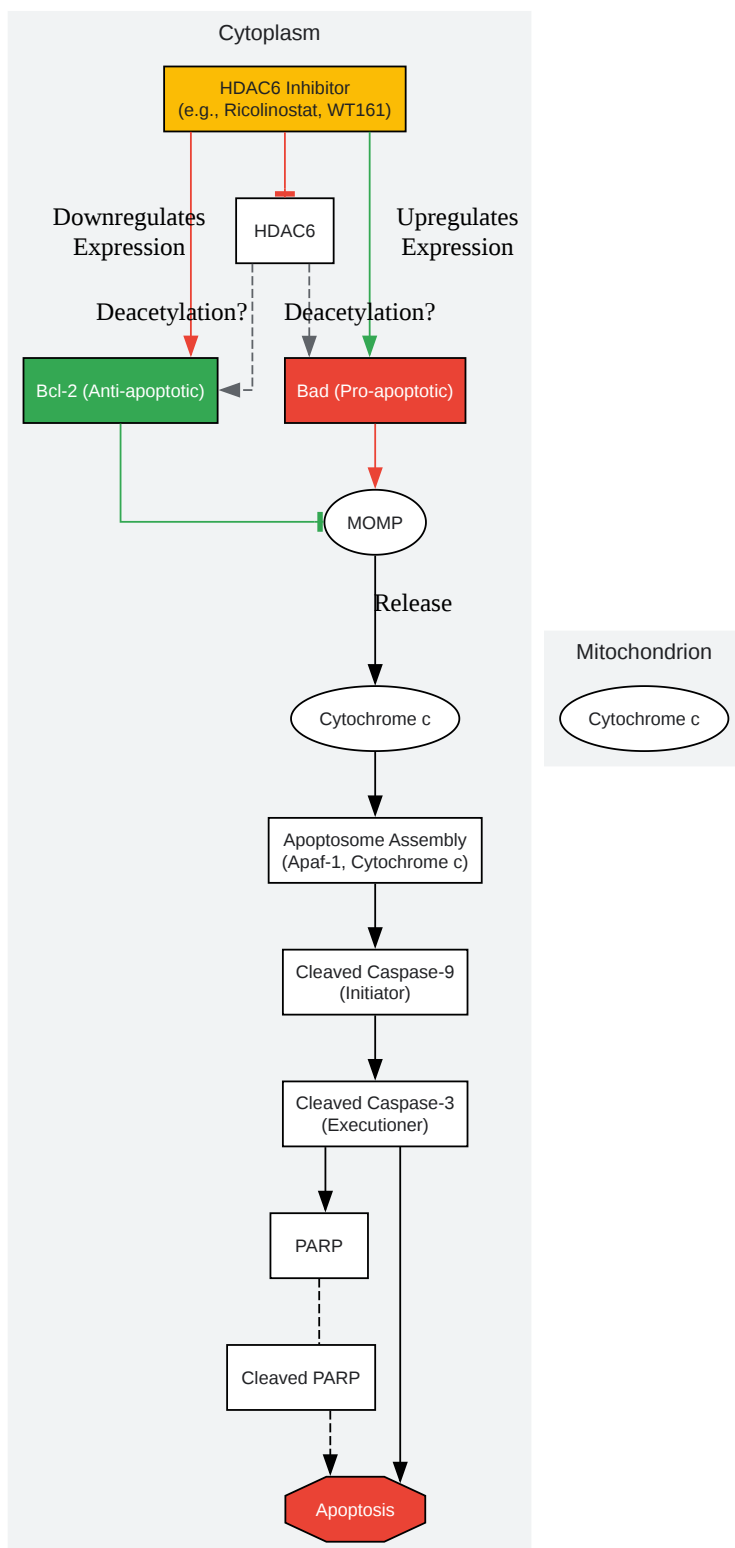 Cytoplasm
HDAC6 Inhibitor
(e.g., Ricolinostat, WT161)
Downregulates
Expression
HDAC6
Upregulates
Expression
Deacetylation?
Deacetylation?
Bcl-2 (Anti-apoptotic)
Bad (Pro-apoptotic)
MOMP
Release
Mitochondrion
Cytochrome c
Cytochrome c
Apoptosome Assembly
(Apaf-1, Cytochrome c)
Cleaved Caspase-9
(Initiator)
Cleaved Caspase-3
(Executioner)
PARP
Cleaved PARP
Apoptosis